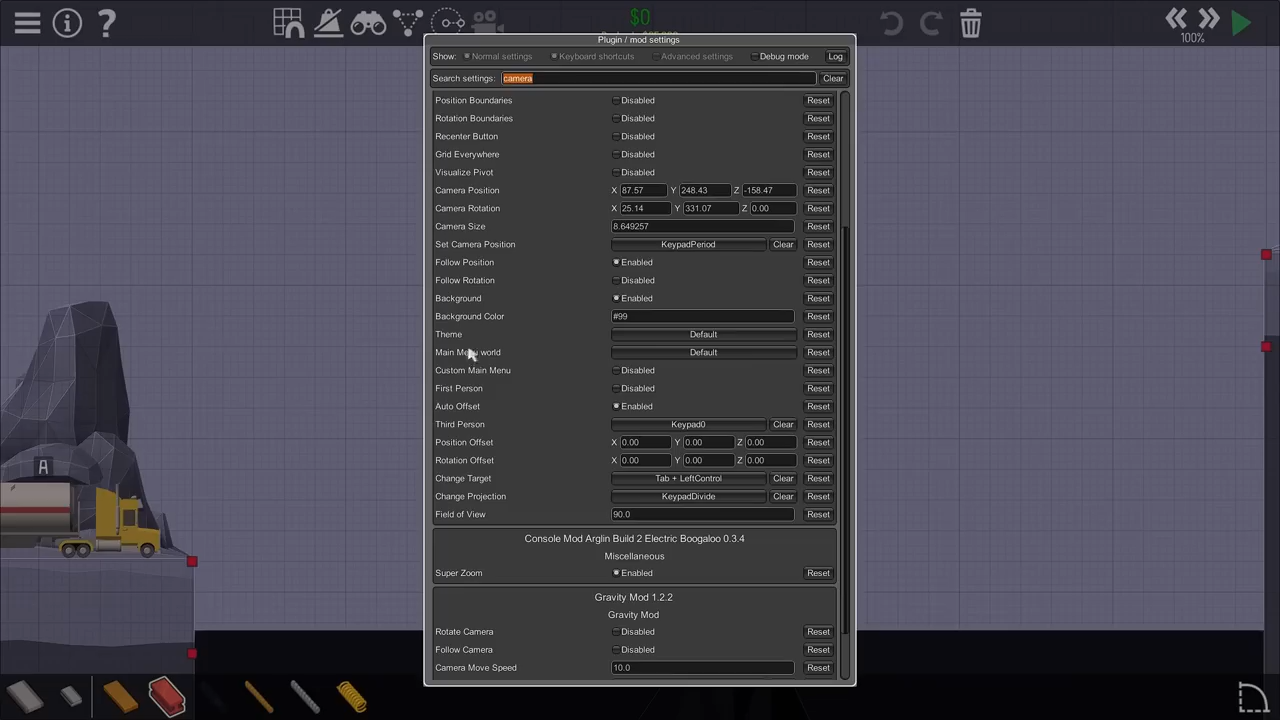 $0
100%
Plugin / mod settings
Show: Normal settings Keyboard shortcuts Advanced settings Debug mode Log
Search settings: camera Clear
Position Boundaries Disabled Reset
Rotation Boundaries Disabled Reset
Recenter Button Disabled Reset
Grid Everywhere Disabled Reset
Visualize Pivot Disabled Reset
Camera Position X 87.57 Y 248.43 Z -158.47 Reset
Camera Rotation X 25.14 Y 331.07 Z 0.00 Reset
Camera Size 8.649257 Reset
Set Camera Position KeypadPeriod Clear Reset
Follow Position Enabled Reset
Follow Rotation Disabled Reset
Background Enabled Reset
Background Color #99 Reset
Theme Default Reset
Main Menu world Default Reset
Custom Main Menu Disabled Reset
First Person Disabled Reset
Auto Offset Enabled Reset
Third Person Keypad0 Clear Reset
Position Offset X 0.00 Y 0.00 Z 0.00 Reset
Rotation Offset X 0.00 Y 0.00 Z 0.00 Reset
Change Target Tab + LeftControl Clear Reset
Change Projection KeypadDivide Clear Reset
Field of View 90.0 Reset
Console Mod Arglin Build 2 Electric Boogaloo 0.3.4
Miscellaneous
Super Zoom Enabled Reset
Gravity Mod 1.2.2
Gravity Mod
Rotate Camera Disabled Reset
Follow Camera Disabled Reset
Camera Move Speed 10.0 Reset
A